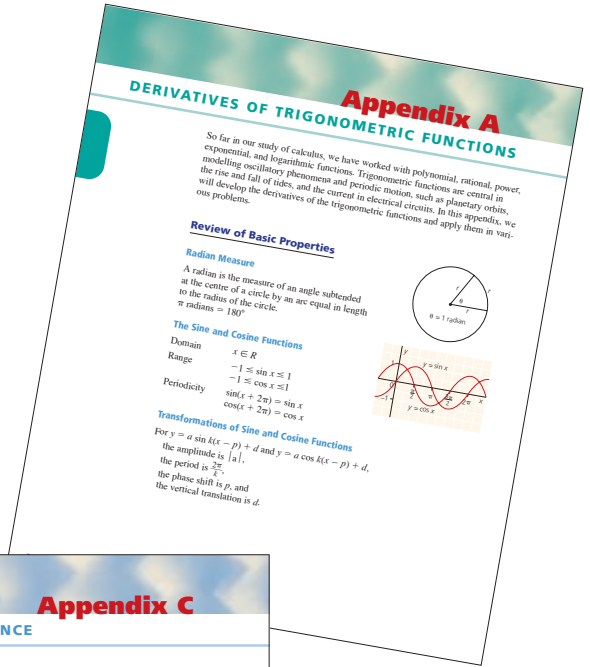 Appendix A
DERIVATIVES OF TRIGONOMETRIC FUNCTIONS
So far in our study of calculus, we have worked with polynomial, rational, power,
exponential, and logarithmic functions. Trigonometric functions are central in
modelling oscillatory phenomena and periodic motion, such as planetary orbits,
the rise and fall of tides, and the current in electrical circuits. In this appendix, we
will develop the derivatives of the trigonometric functions and apply them in vari-
ous problems.
Review of Basic Properties
Radian Measure
A radian is the measure of an angle subtended
at the centre of a circle by an arc equal in length
to the radius of the circle.
π radians = 180°
r
r
θ
r
θ = 1 radian
The Sine and Cosine Functions
Domain x ∈ R
Range −1 ≤ sin x ≤ 1
−1 ≤ cos x ≤1
Periodicity sin(x + 2π) = sin x
cos(x + 2π) = cos x
y
1
y = sin x
0
π/2 π 3π/2 2π x
−1
y = cos x
Transformations of Sine and Cosine Functions
For y = a sin k(x − p) + d and y = a cos k(x − p) + d,
the amplitude is |a|,
the period is 2π/k,
the phase shift is p, and
the vertical translation is d.
Appendix C
NCE